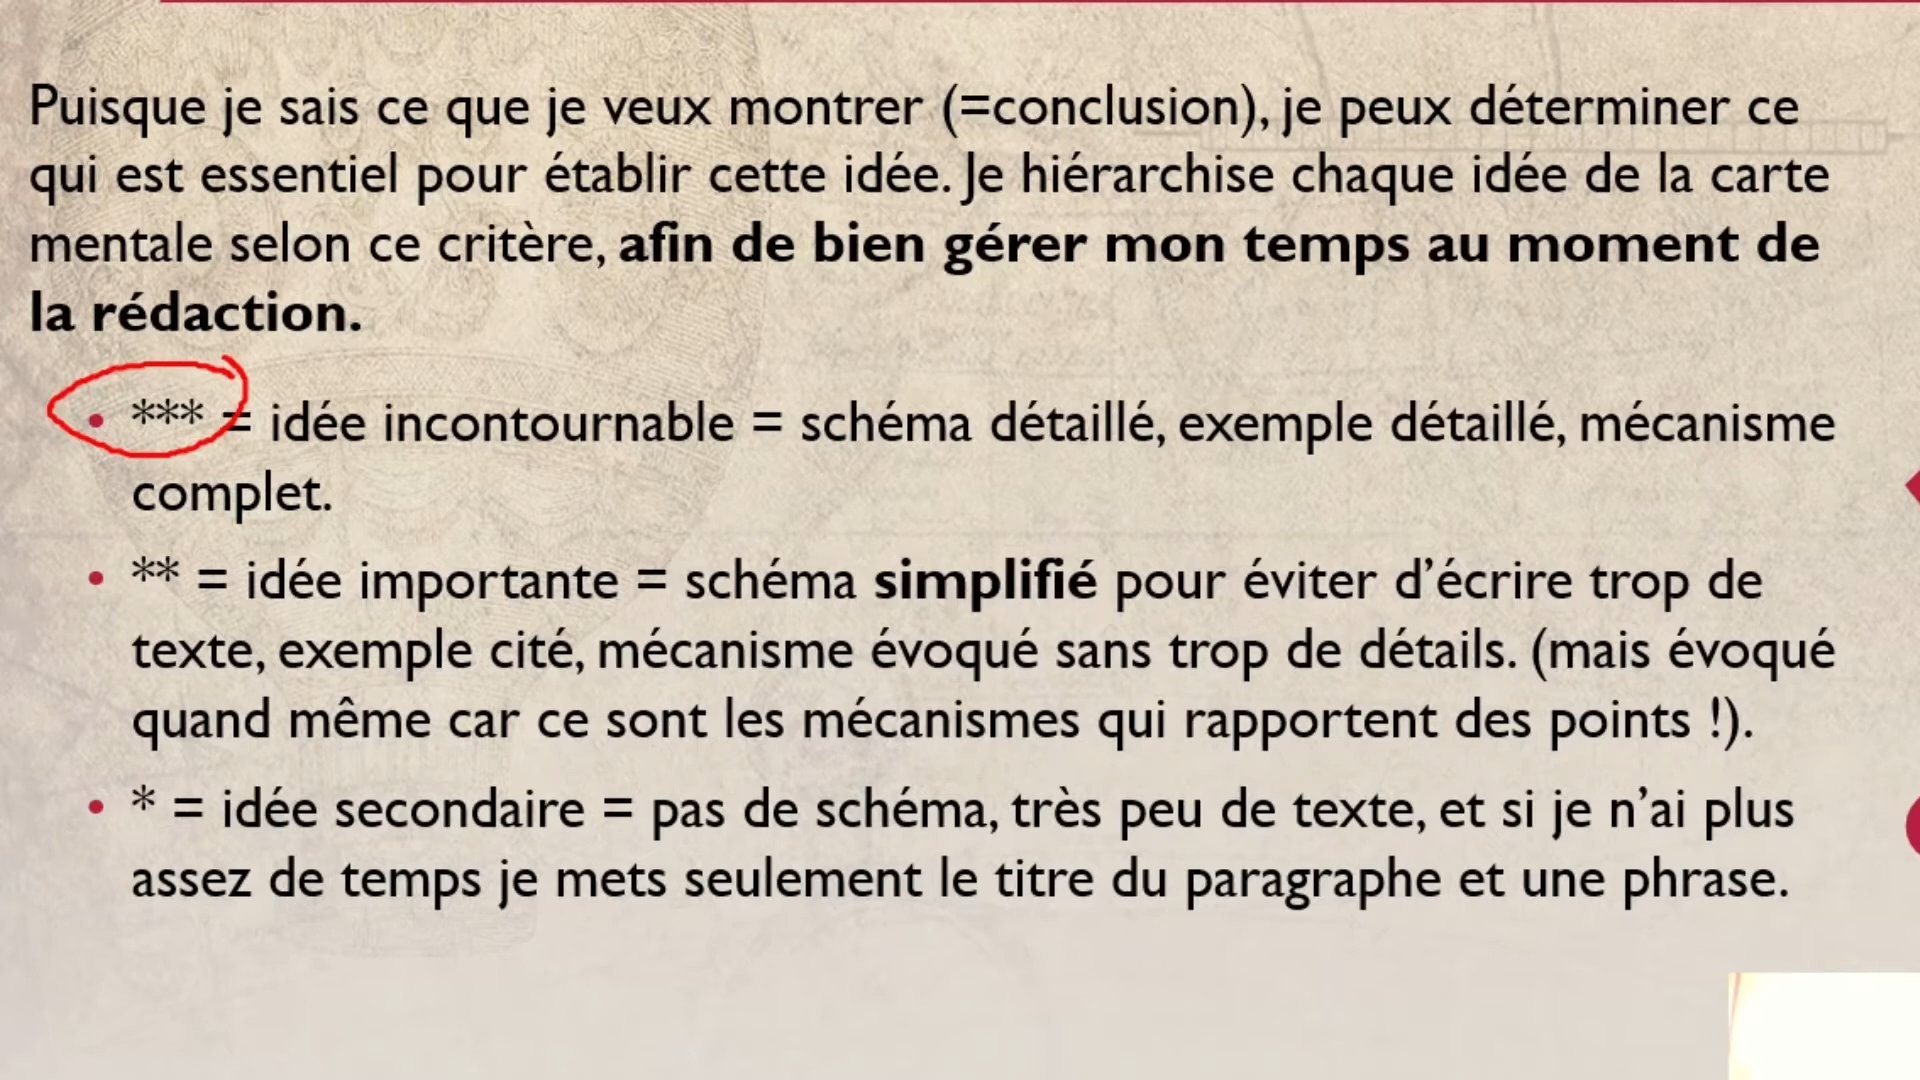 Puisque je sais ce que je veux montrer (=conclusion), je peux déterminer ce
qui est essentiel pour établir cette idée. Je hiérarchise chaque idée de la carte
mentale selon ce critère, afin de bien gérer mon temps au moment de
la rédaction.
• *** = idée incontournable = schéma détaillé, exemple détaillé, mécanisme
complet.
• ** = idée importante = schéma simplifié pour éviter d’écrire trop de
texte, exemple cité, mécanisme évoqué sans trop de détails. (mais évoqué
quand même car ce sont les mécanismes qui rapportent des points !).
• * = idée secondaire = pas de schéma, très peu de texte, et si je n’ai plus
assez de temps je mets seulement le titre du paragraphe et une phrase.